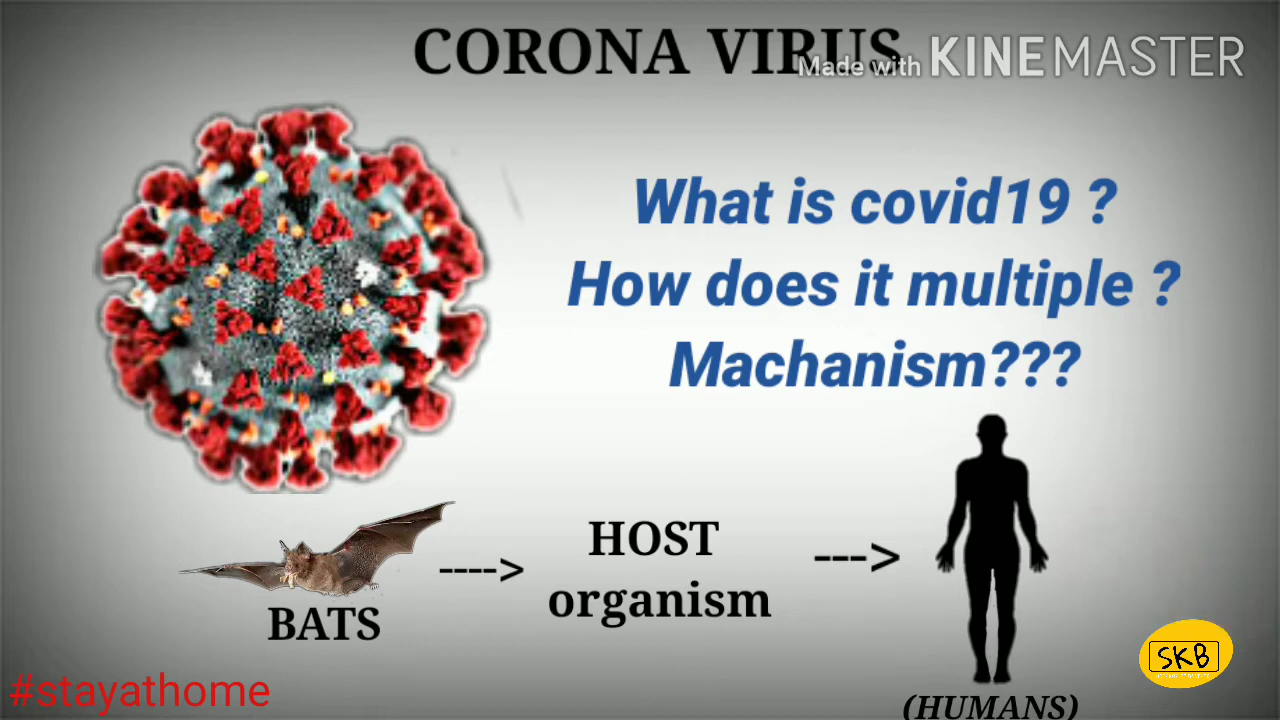 CORONA VIRUS
Made with KINEMASTER
What is covid19 ?
How does it multiple ?
Machanism???
BATS
---->
HOST
organism
--->
(HUMANS)
#stayathome
SKB